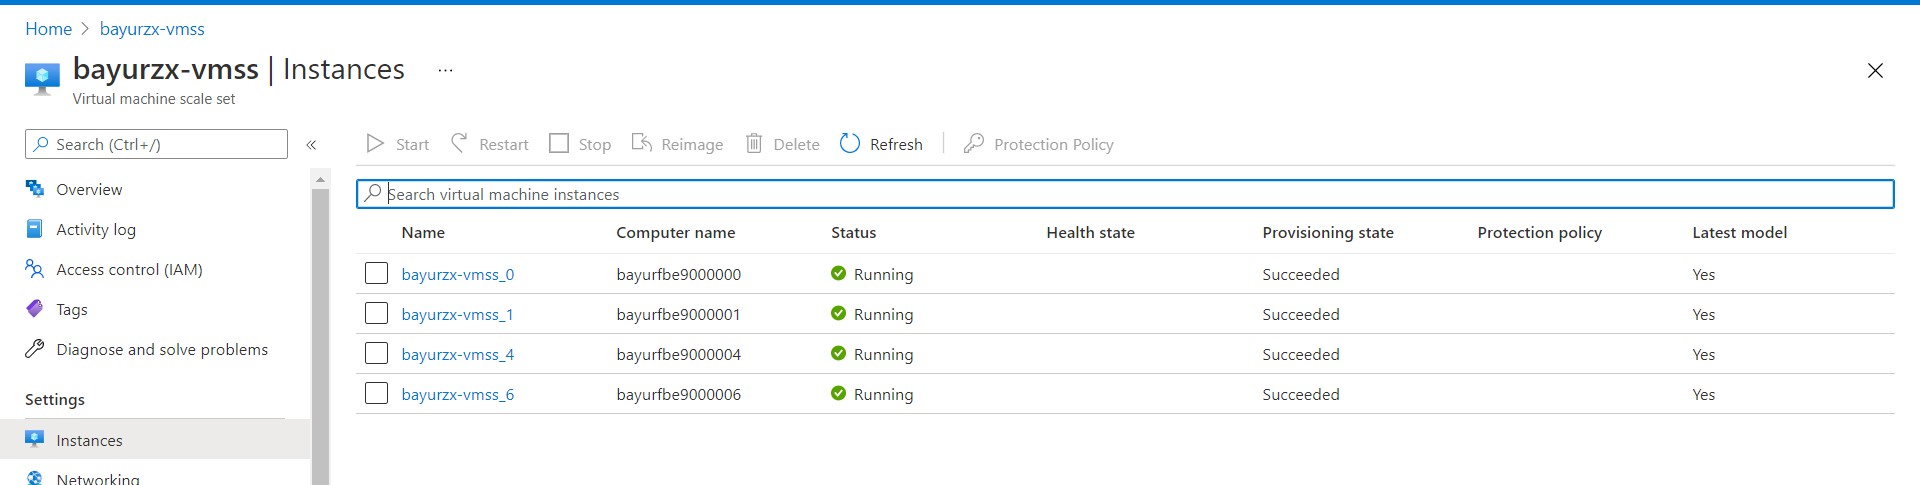 Home > bayurzx-vmss
bayurzx-vmss | Instances ...
Virtual machine scale set
Search (Ctrl+/) «
Overview
Activity log
Access control (IAM)
Tags
Diagnose and solve problems
Settings
Instances
Networking
Start Restart Stop Reimage Delete Refresh Protection Policy
Search virtual machine instances
Name Computer name Status Health state Provisioning state Protection policy Latest model
bayurzx-vmss_0 bayurfbe9000000 Running Succeeded Yes
bayurzx-vmss_1 bayurfbe9000001 Running Succeeded Yes
bayurzx-vmss_4 bayurfbe9000004 Running Succeeded Yes
bayurzx-vmss_6 bayurfbe9000006 Running Succeeded Yes